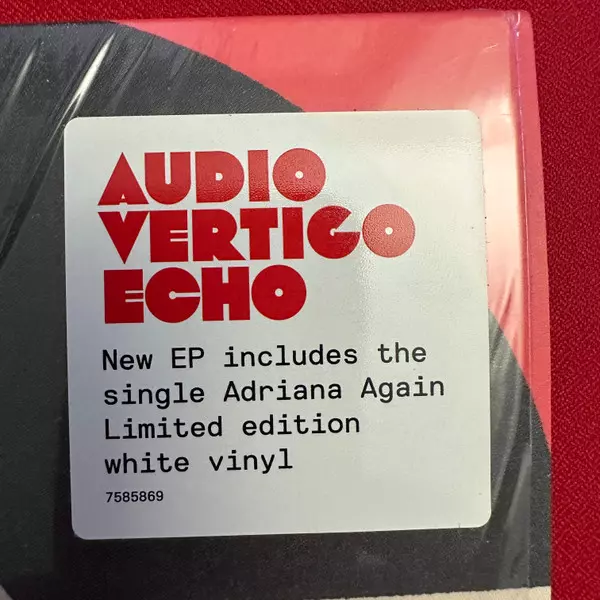 AUDIO
VERTIGO
ECHO
New EP includes the
single Adriana Again
Limited edition
white vinyl
7585869